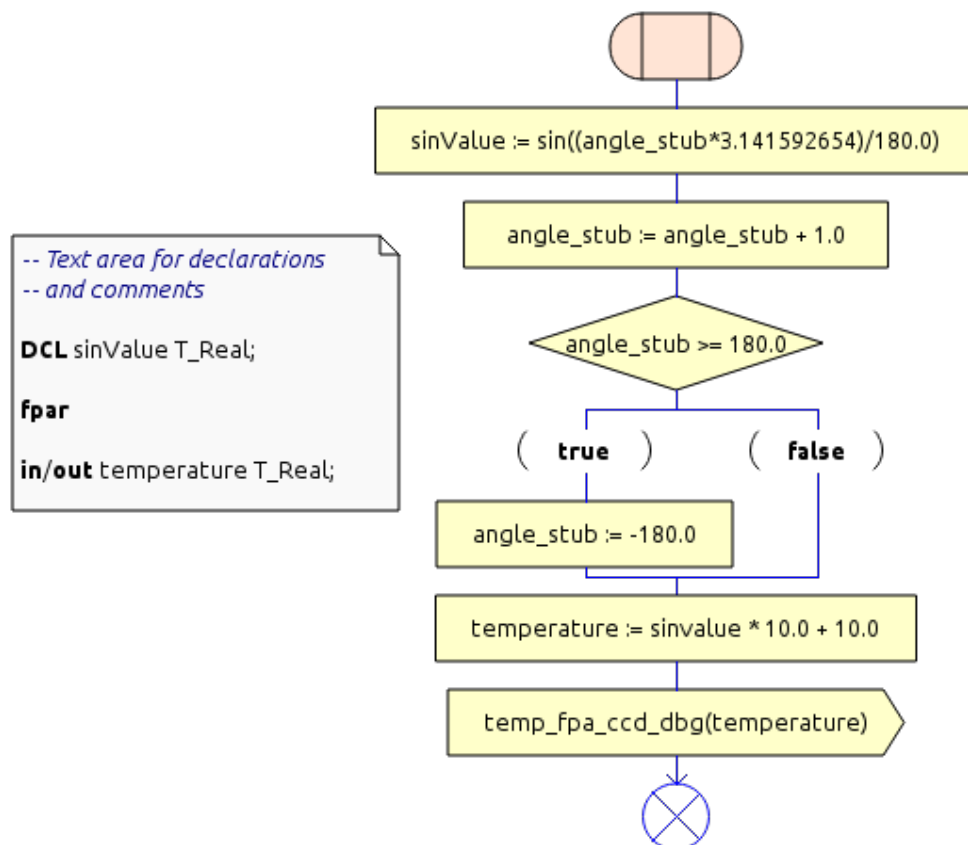 sinValue := sin((angle_stub*3.141592654)/180.0)
angle_stub := angle_stub + 1.0
-- Text area for declarations
-- and comments
DCL sinValue T_Real;
fpar
in/out temperature T_Real;
angle_stub >= 180.0
( true )
( false )
angle_stub := -180.0
temperature := sinvalue * 10.0 + 10.0
temp_fpa_ccd_dbg(temperature)